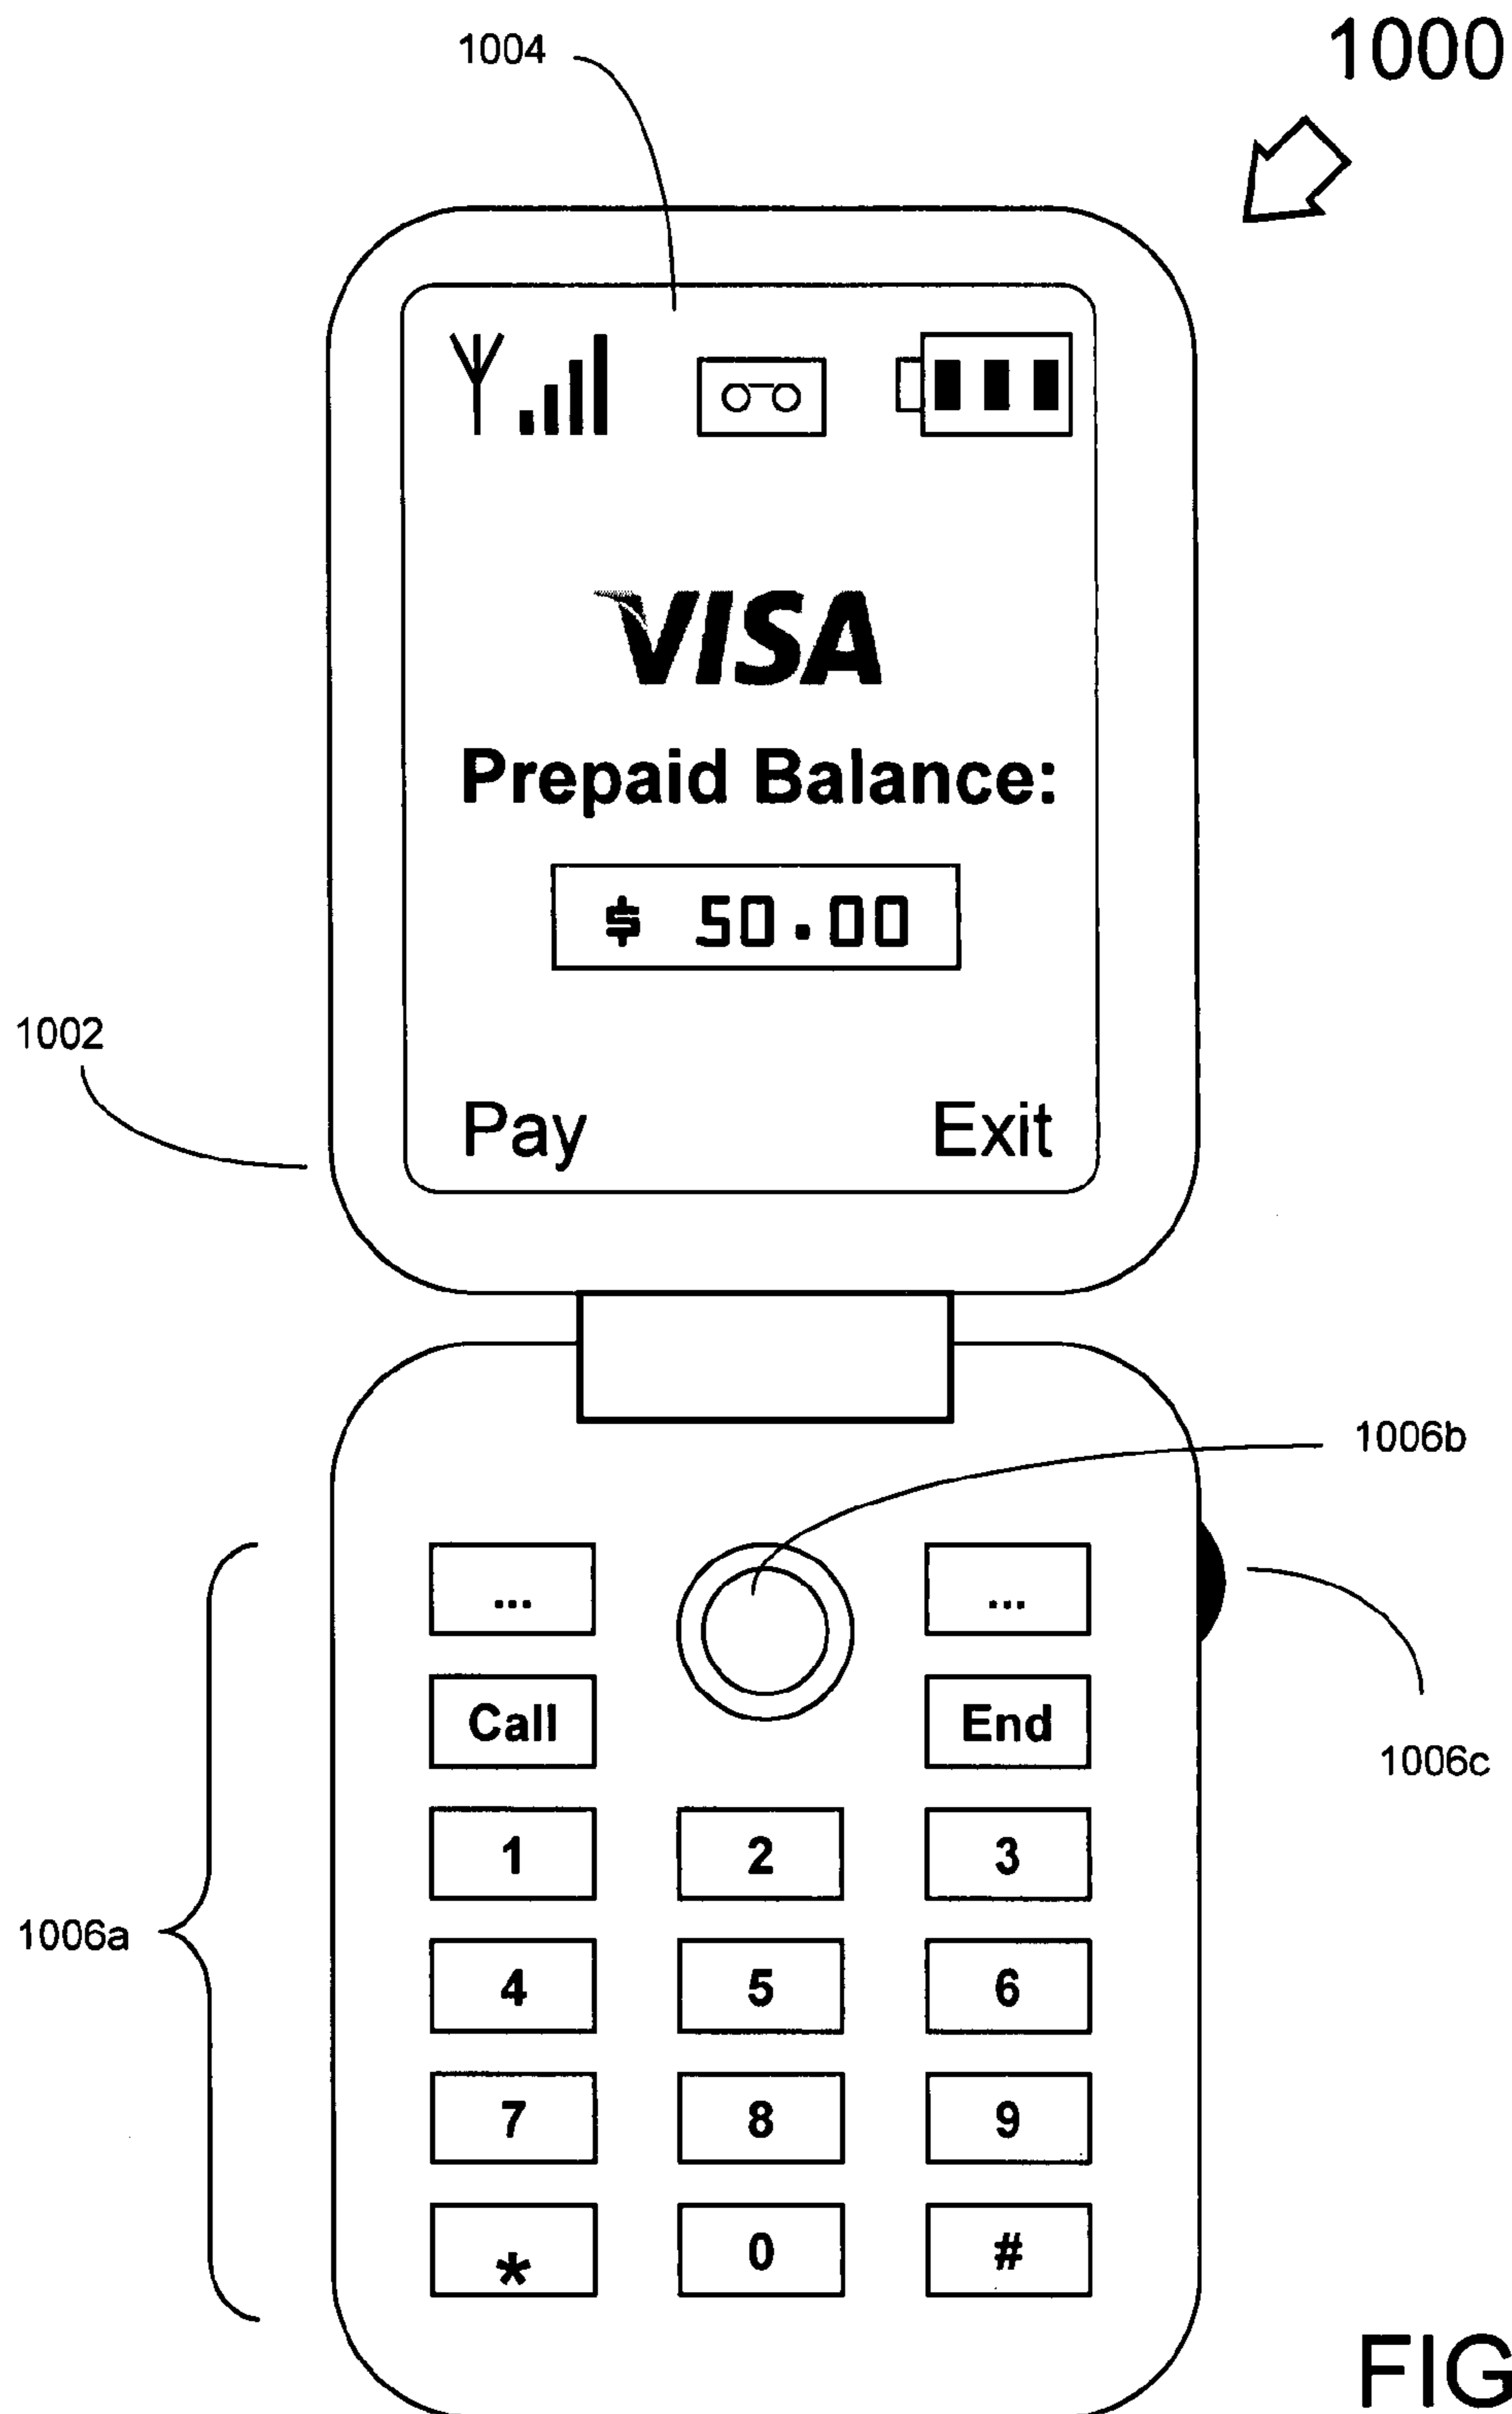 1004
1000
VISA
Prepaid Balance:
$ 50.00
1002
Pay Exit
1006b
... ...
Call End
1006c
1 2 3
1006a
4 5 6
7 8 9
* 0 #
FIG